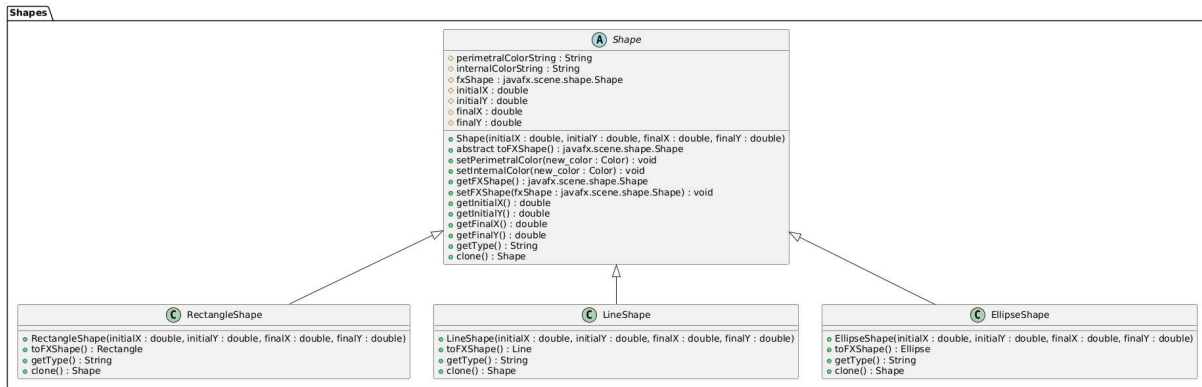 Shapes
A Shape
perimetralColorString : String
internalColorString : String
fxShape : javafx.scene.shape.Shape
initialX : double
initialY : double
finalX : double
finalY : double
Shape(initialX : double, initialY : double, finalX : double, finalY : double)
abstract toFXShape() : javafx.scene.shape.Shape
setPerimetralColor(new_color : Color) : void
setInternalColor(new_color : Color) : void
getFXShape() : javafx.scene.shape.Shape
setFXShape(fxShape : javafx.scene.shape.Shape) : void
getInitialX() : double
getInitialY() : double
getFinalX() : double
getFinalY() : double
getType() : String
clone() : Shape
C RectangleShape
RectangleShape(initialX : double, initialY : double, finalX : double, finalY : double)
toFXShape() : Rectangle
getType() : String
clone() : Shape
C LineShape
LineShape(initialX : double, initialY : double, finalX : double, finalY : double)
toFXShape() : Line
getType() : String
clone() : Shape
C EllipseShape
EllipseShape(initialX : double, initialY : double, finalX : double, finalY : double)
toFXShape() : Ellipse
getType() : String
clone() : Shape